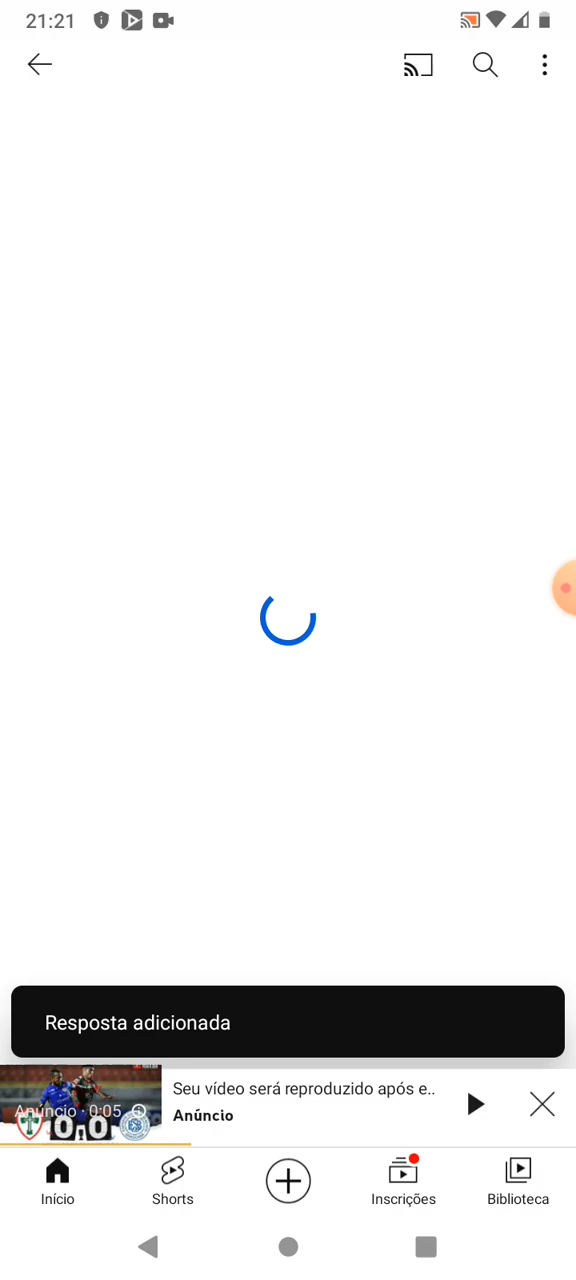 21:21
Resposta adicionada
Seu vídeo será reproduzido após e..
Anúncio · 0:05
Anúncio
0 0
Início
Shorts
Inscrições
Biblioteca